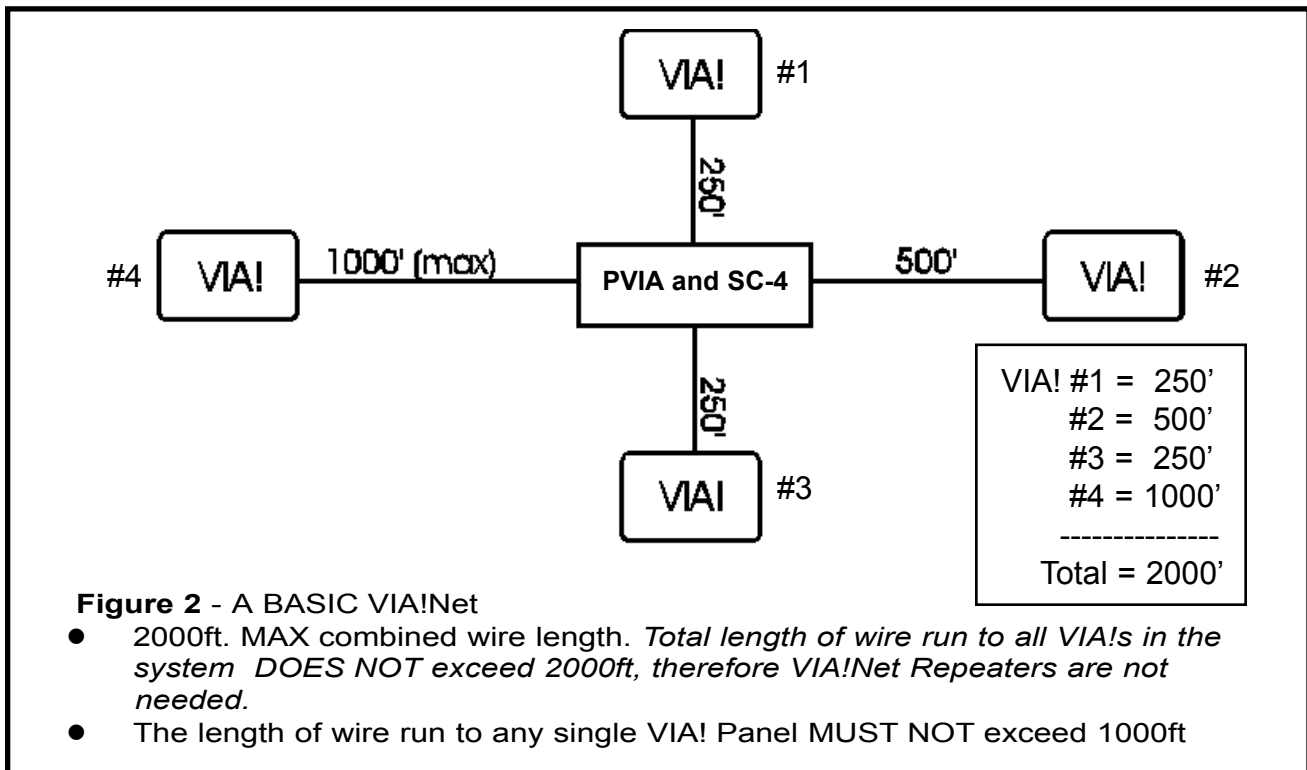 VIA! #1
250'
#4 VIA! 1000' (max) PVIA and SC-4 500' VIA! #2
250'
VIA! #3
VIA! #1 = 250’
#2 = 500’
#3 = 250’
#4 = 1000’
---------------
Total = 2000’
Figure 2 - A BASIC VIA!Net
● 2000ft. MAX combined wire length. Total length of wire run to all VIA!s in the
system DOES NOT exceed 2000ft, therefore VIA!Net Repeaters are not
needed.
● The length of wire run to any single VIA! Panel MUST NOT exceed 1000ft